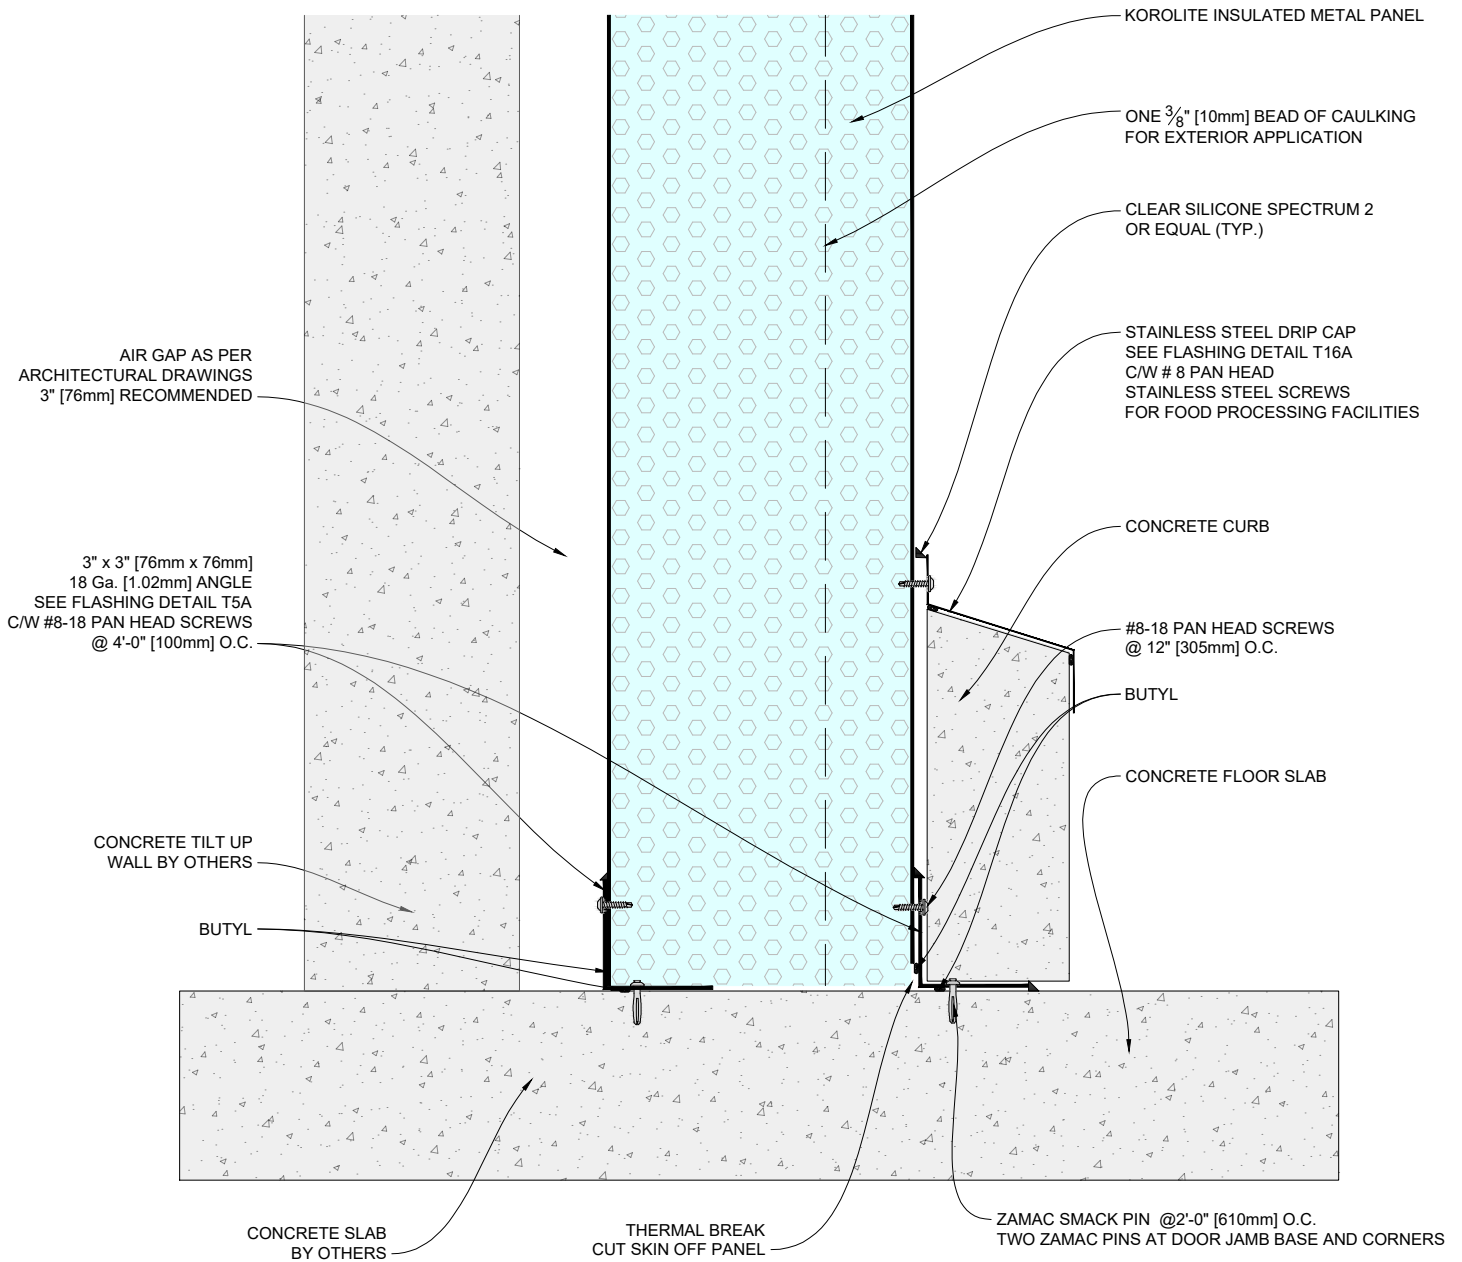 KOROLITE INSULATED METAL PANEL
ONE 3/8" [10mm] BEAD OF CAULKING
FOR EXTERIOR APPLICATION
CLEAR SILICONE SPECTRUM 2
OR EQUAL (TYP.)
STAINLESS STEEL DRIP CAP
SEE FLASHING DETAIL T16A
C/W # 8 PAN HEAD
STAINLESS STEEL SCREWS
FOR FOOD PROCESSING FACILITIES
AIR GAP AS PER
ARCHITECTURAL DRAWINGS
3" [76mm] RECOMMENDED
CONCRETE CURB
3" x 3" [76mm x 76mm]
18 Ga. [1.02mm] ANGLE
SEE FLASHING DETAIL T5A
C/W #8-18 PAN HEAD SCREWS
@ 4'-0" [100mm] O.C.
#8-18 PAN HEAD SCREWS
@ 12" [305mm] O.C.
BUTYL
CONCRETE FLOOR SLAB
CONCRETE TILT UP
WALL BY OTHERS
BUTYL
CONCRETE SLAB
BY OTHERS
THERMAL BREAK
CUT SKIN OFF PANEL
ZAMAC SMACK PIN @2'-0" [610mm] O.C.
TWO ZAMAC PINS AT DOOR JAMB BASE AND CORNERS